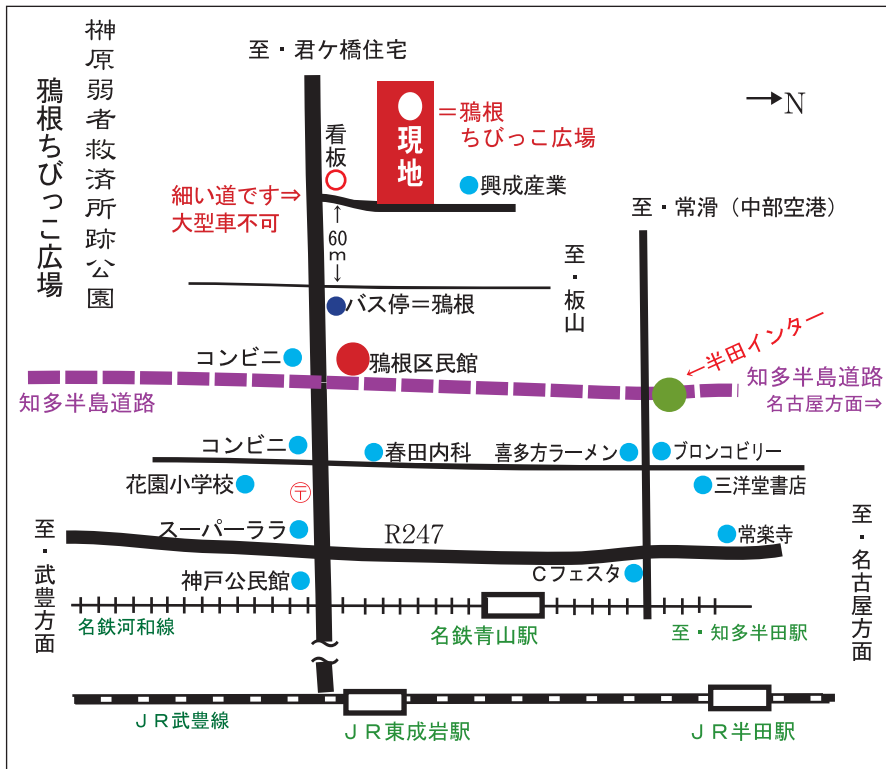 榊原弱者救済所跡公園
鴉根ちびっこ広場
至・君ケ橋住宅
看板
現地
＝鴉根
ちびっこ広場
→N
細い道です⇒
大型車不可
興成産業
至・常滑（中部空港）
←60m→
至・板山
バス停＝鴉根
←半田インター
コンビニ
鴉根区民館
知多半島道路
知多半島道路
名古屋方面⇒
コンビニ
春田内科
喜多方ラーメン
ブロンコビリー
花園小学校
〒
三洋堂書店
スーパーララ
R247
常楽寺
至・武豊方面
至・名古屋方面
神戸公民館
Cフェスタ
名鉄河和線
名鉄青山駅
至・知多半田駅
ＪＲ武豊線
ＪＲ東成岩駅
ＪＲ半田駅